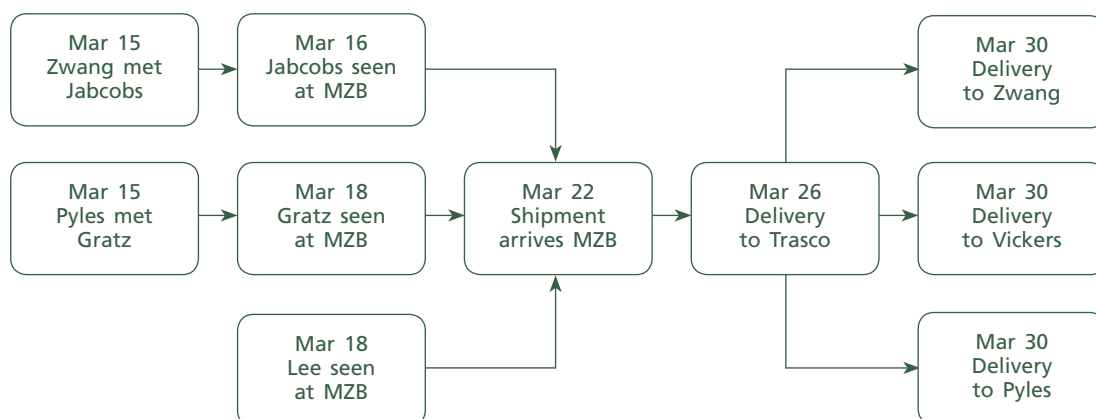 Mar 15
Zwang met
Jabcobs
Mar 16
Jabcobs seen
at MZB
Mar 30
Delivery
to Zwang
Mar 15
Pyles met
Gratz
Mar 18
Gratz seen
at MZB
Mar 22
Shipment
arrives MZB
Mar 26
Delivery
to Trasco
Mar 30
Delivery
to Vickers
Mar 18
Lee seen
at MZB
Mar 30
Delivery
to Pyles